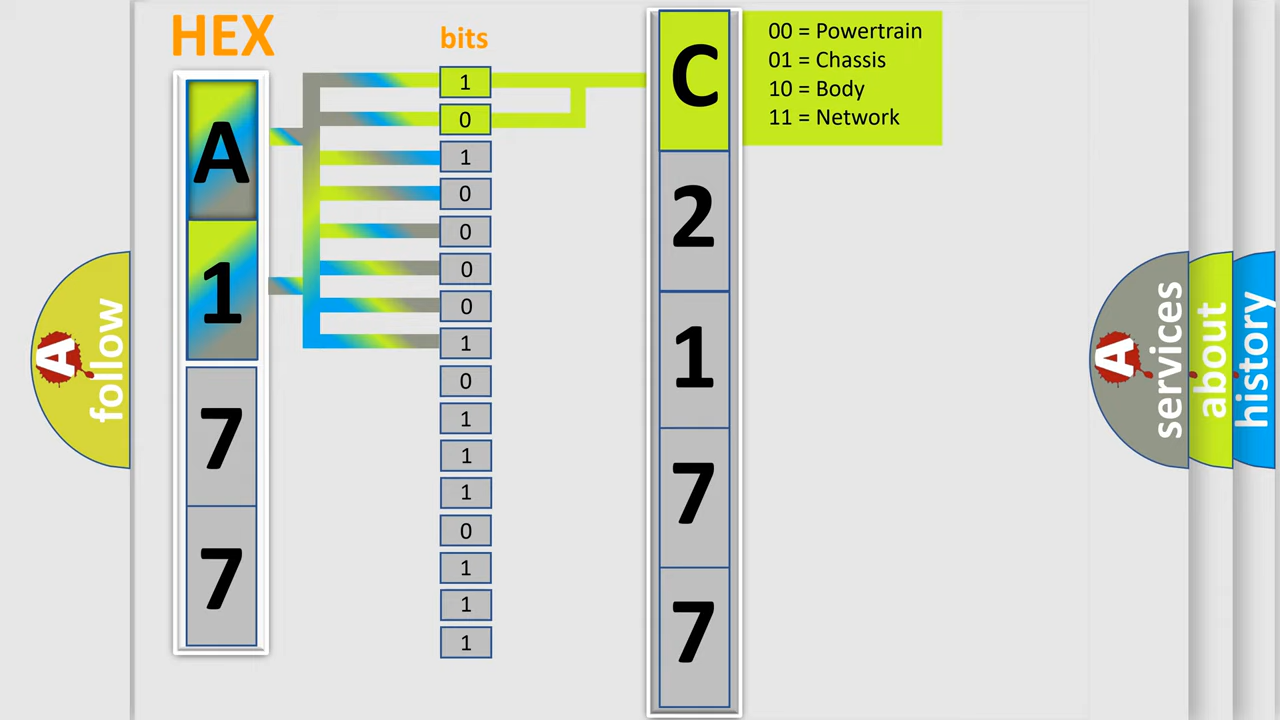 HEX
bits
A
1
7
7
1
0
1
0
0
0
0
1
0
1
1
1
0
1
1
1
C
2
1
7
7
00 = Powertrain
01 = Chassis
10 = Body
11 = Network
A follow
A services
about
history